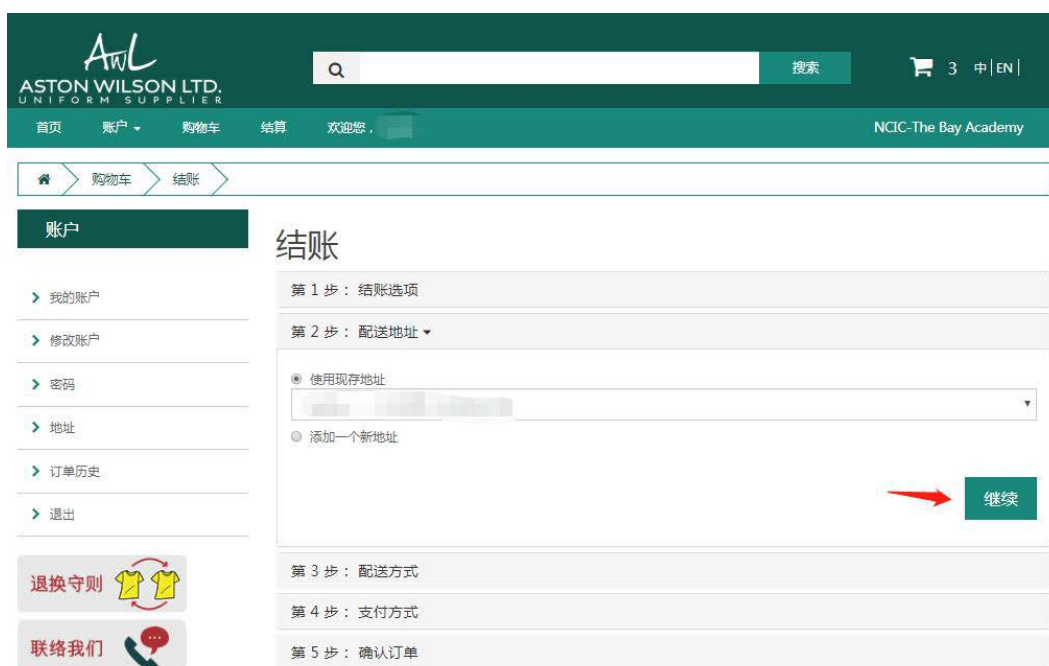 AWL
ASTON WILSON LTD.
UNIFORM SUPPLIER
搜索
3 中|EN|
首页 账户 购物车 结算 欢迎您， NCIC-The Bay Academy
购物车 结账
账户
结账
我的账户
修改账户
密码
地址
订单历史
退出
退换守则
联络我们
第 1 步： 结账选项
第 2 步： 配送地址
使用现存地址
添加一个新地址
继续
第 3 步： 配送方式
第 4 步： 支付方式
第 5 步： 确认订单